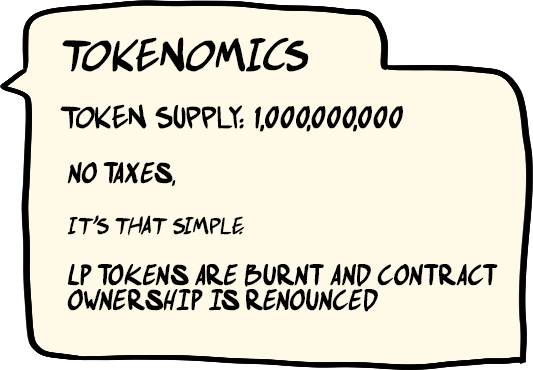 TOKENOMICS
TOKEN SUPPLY: 1,000,000,000
NO TAXES,
IT'S THAT SIMPLE.
LP TOKENS ARE BURNT AND CONTRACT
OWNERSHIP IS RENOUNCED